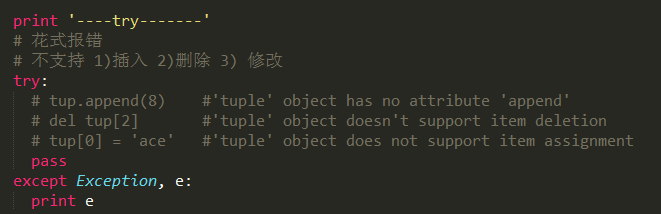 print '----try-------'
# 花式报错
# 不支持 1)插入 2)删除 3) 修改
try:
  # tup.append(8)    #'tuple' object has no attribute 'append'
  # del tup[2]       #'tuple' object doesn't support item deletion
  # tup[0] = 'ace'   #'tuple' object does not support item assignment
  pass
except Exception, e:
  print e